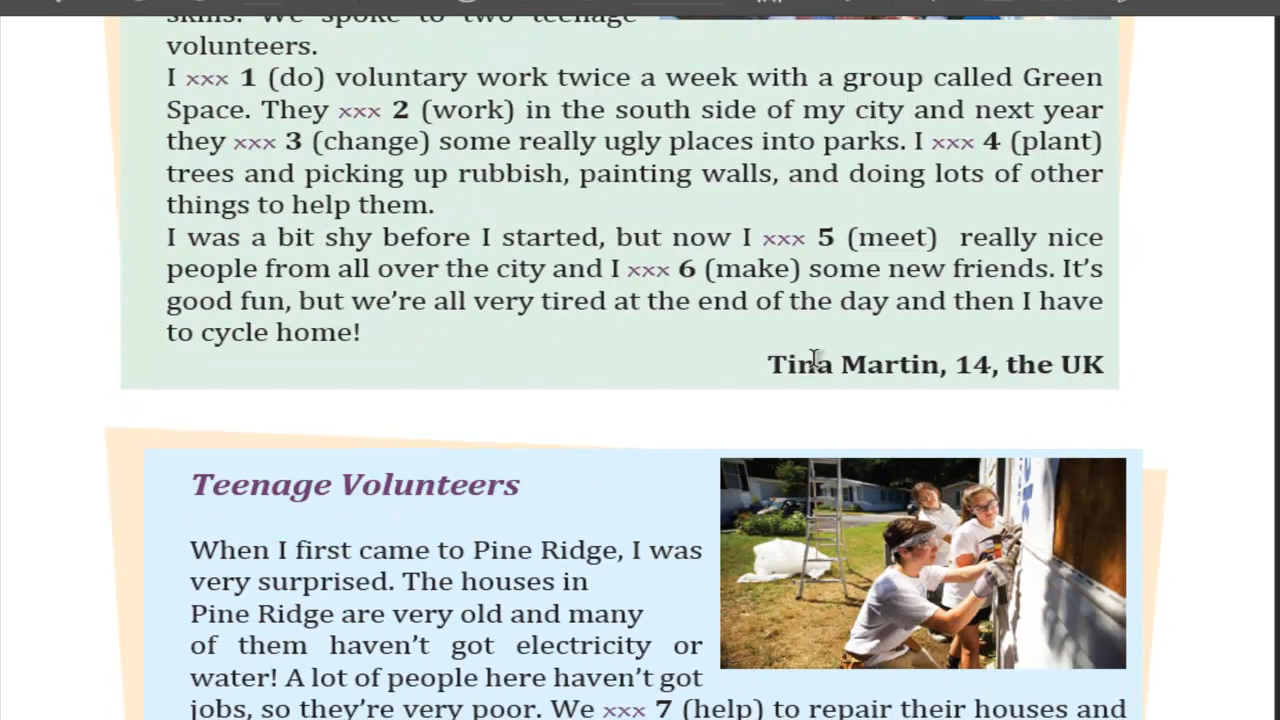 skills. We spoke to two teenage
volunteers.
I xxx 1 (do) voluntary work twice a week with a group called Green
Space. They xxx 2 (work) in the south side of my city and next year
they xxx 3 (change) some really ugly places into parks. I xxx 4 (plant)
trees and picking up rubbish, painting walls, and doing lots of other
things to help them.
I was a bit shy before I started, but now I xxx 5 (meet) really nice
people from all over the city and I xxx 6 (make) some new friends. It's
good fun, but we're all very tired at the end of the day and then I have
to cycle home!
Tina Martin, 14, the UK
Teenage Volunteers
When I first came to Pine Ridge, I was
very surprised. The houses in
Pine Ridge are very old and many
of them haven't got electricity or
water! A lot of people here haven't got
jobs, so they're very poor. We xxx 7 (help) to repair their houses and